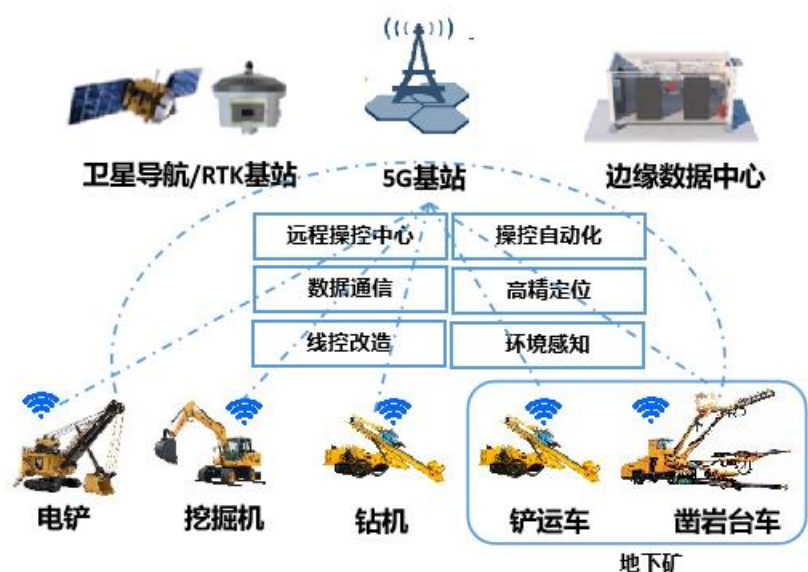 卫星导航/RTK基站
5G基站
边缘数据中心
远程操控中心
操控自动化
数据通信
高精定位
线控改造
环境感知
电铲
挖掘机
钻机
铲运车
凿岩台车
地下矿